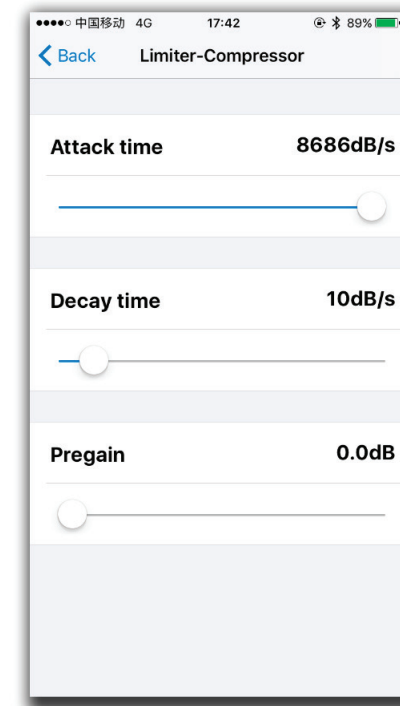 中国移动 4G 17:42 89%
Back Limiter-Compressor
Attack time 8686dB/s
Decay time 10dB/s
Pregain 0.0dB